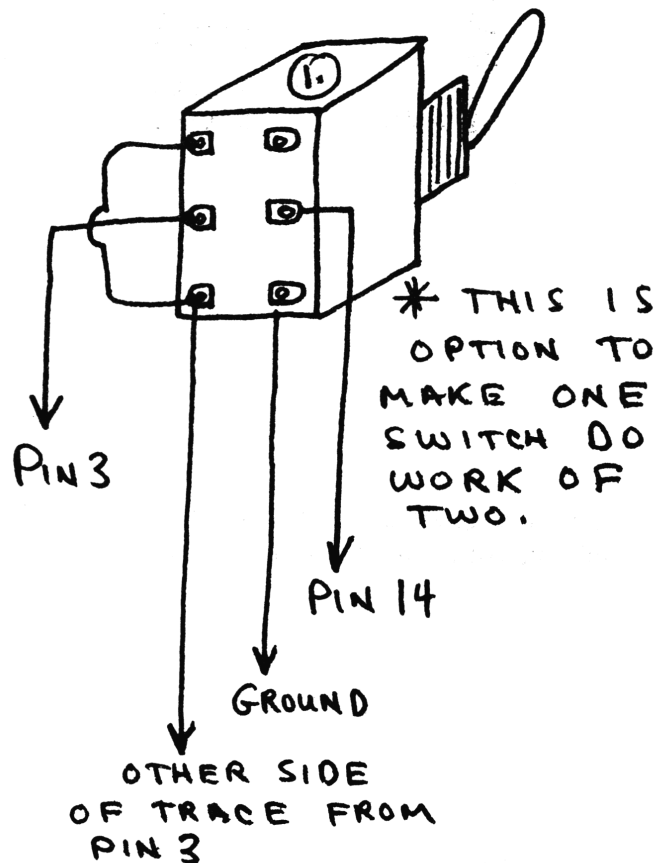 1.
* THIS IS
OPTION TO
MAKE ONE
SWITCH DO
WORK OF
TWO.
PIN 3
PIN 14
GROUND
OTHER SIDE
OF TRACE FROM
PIN 3